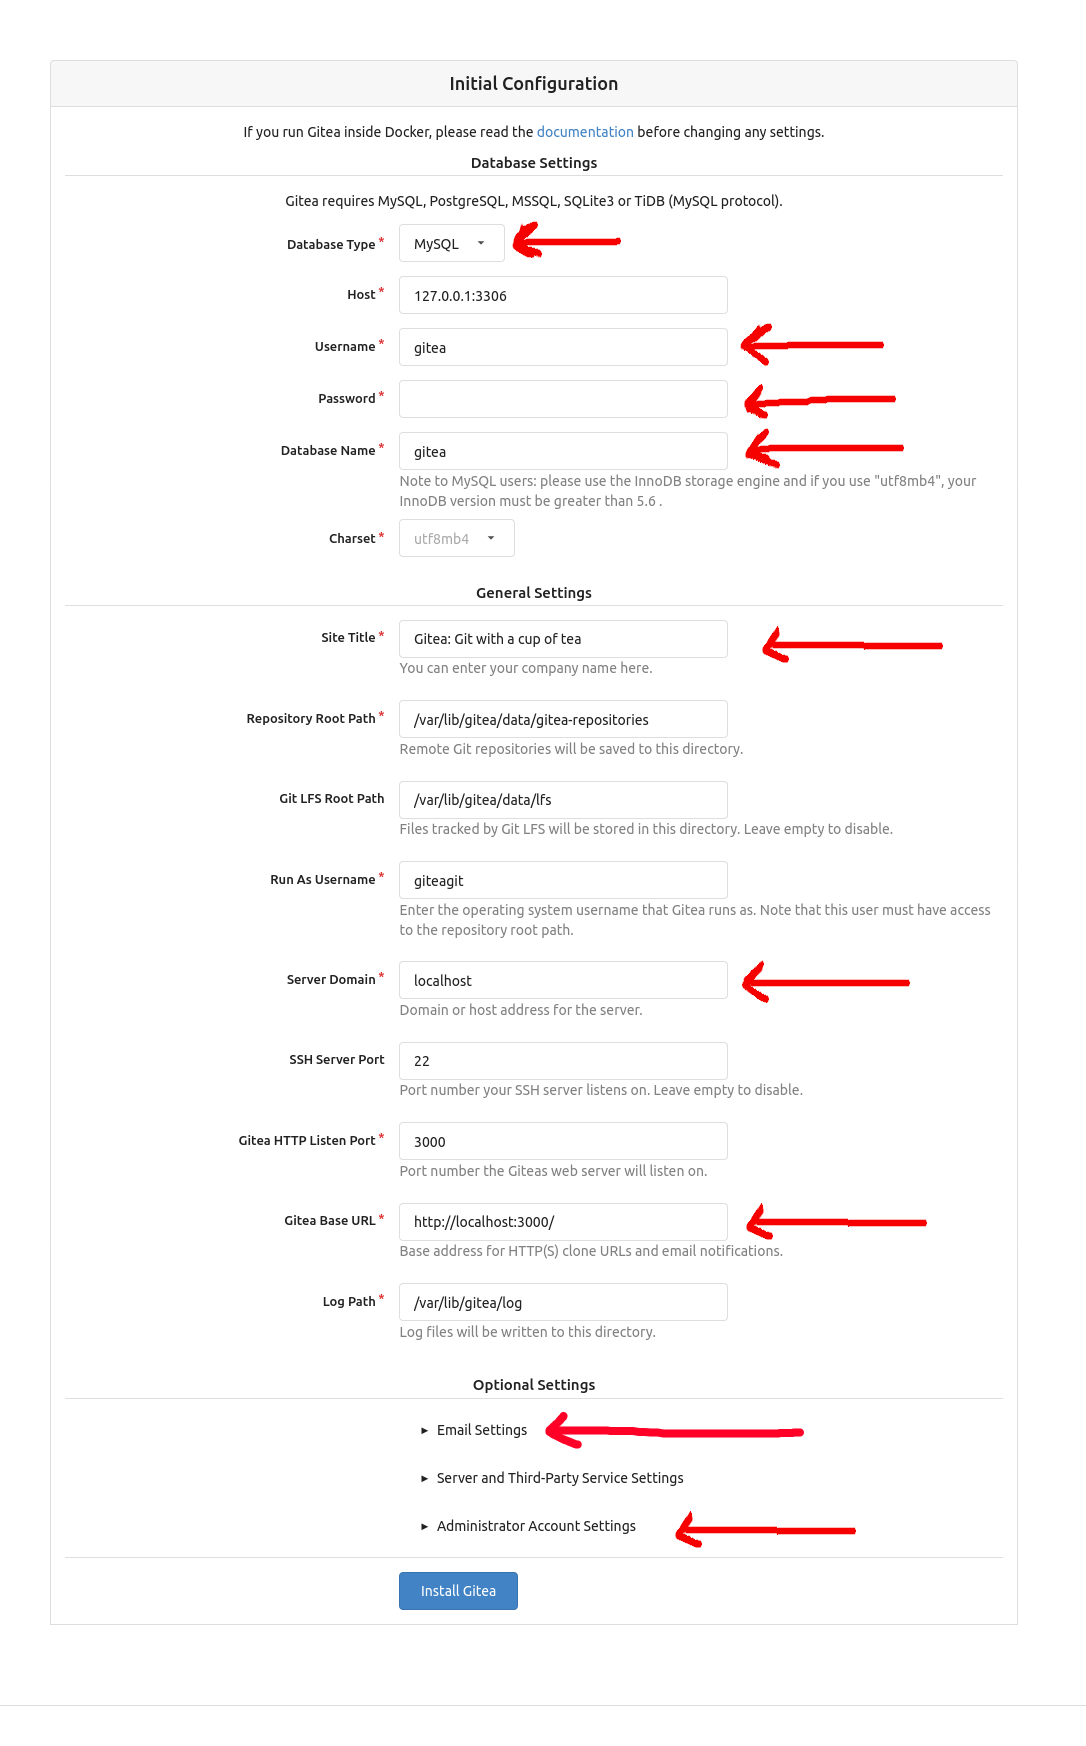 Initial Configuration
If you run Gitea inside Docker, please read the documentation before changing any settings.
Database Settings
Gitea requires MySQL, PostgreSQL, MSSQL, SQLite3 or TiDB (MySQL protocol).
Database Type * MySQL
Host * 127.0.0.1:3306
Username * gitea
Password *
Database Name * gitea
Note to MySQL users: please use the InnoDB storage engine and if you use "utf8mb4", your
InnoDB version must be greater than 5.6 .
Charset * utf8mb4
General Settings
Site Title * Gitea: Git with a cup of tea
You can enter your company name here.
Repository Root Path * /var/lib/gitea/data/gitea-repositories
Remote Git repositories will be saved to this directory.
Git LFS Root Path /var/lib/gitea/data/lfs
Files tracked by Git LFS will be stored in this directory. Leave empty to disable.
Run As Username * giteagit
Enter the operating system username that Gitea runs as. Note that this user must have access
to the repository root path.
Server Domain * localhost
Domain or host address for the server.
SSH Server Port 22
Port number your SSH server listens on. Leave empty to disable.
Gitea HTTP Listen Port * 3000
Port number the Giteas web server will listen on.
Gitea Base URL * http://localhost:3000/
Base address for HTTP(S) clone URLs and email notifications.
Log Path * /var/lib/gitea/log
Log files will be written to this directory.
Optional Settings
Email Settings
Server and Third-Party Service Settings
Administrator Account Settings
Install Gitea